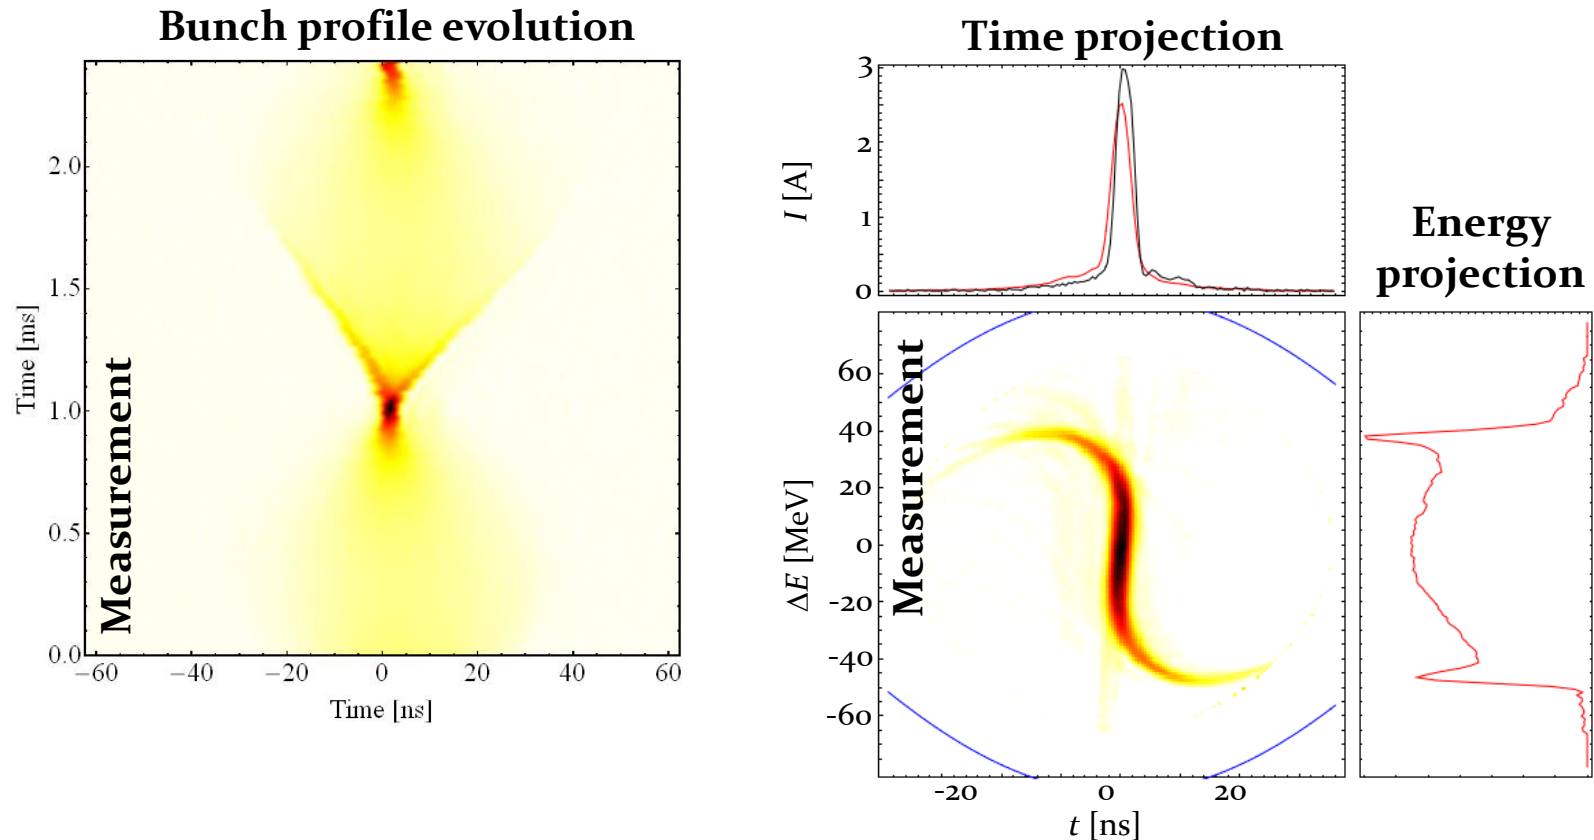 Bunch profile evolution
2.0
1.5
1.0
0.5
0.0
Time [ms]
Measurement
−60
−40
−20
0
20
40
60
Time [ns]
Time projection
3
2
1
0
I [A]
Energy
projection
60
40
20
0
-20
-40
-60
ΔE [MeV]
Measurement
-20
0
20
t [ns]